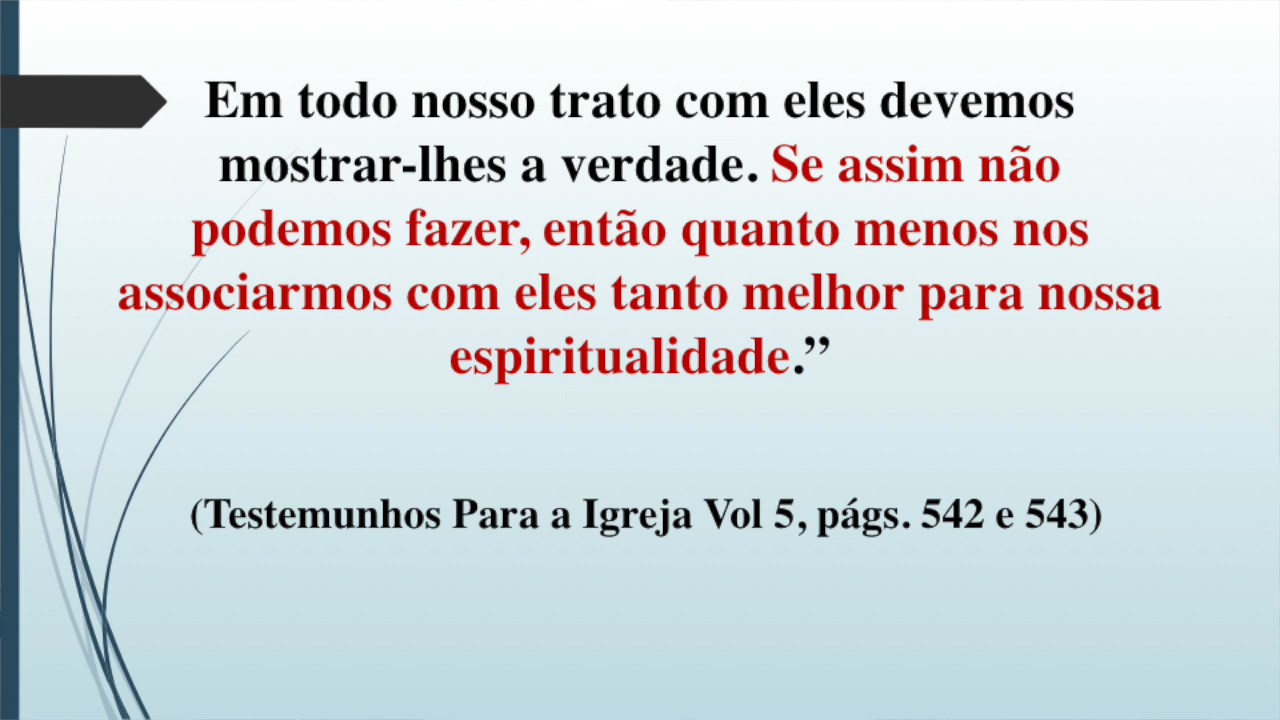 Em todo nosso trato com eles devemos
mostrar-lhes a verdade. Se assim não
podemos fazer, então quanto menos nos
associarmos com eles tanto melhor para nossa
espiritualidade.”
(Testemunhos Para a Igreja Vol 5, págs. 542 e 543)